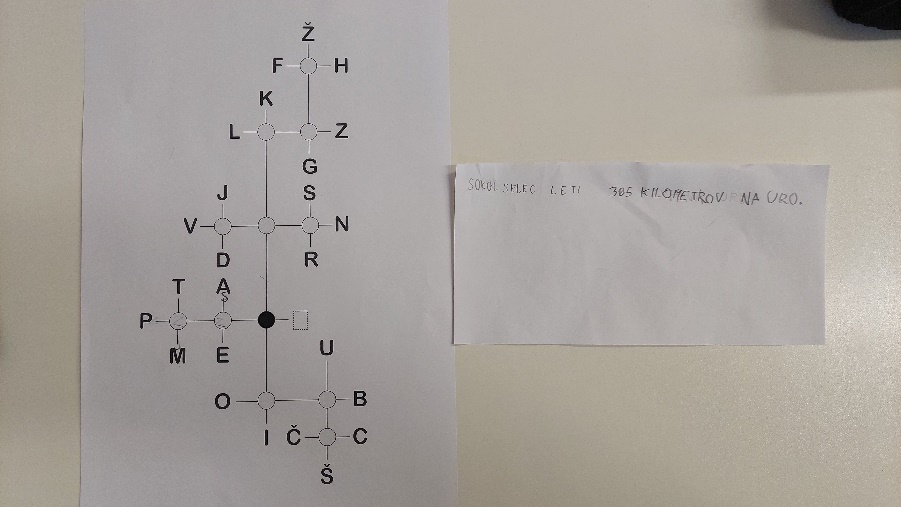 Ž
F H
K
L Z
G
J S
V N
D R
T A
S
P
M E
U
O B
I Č C
Š
SOKOL SELEC LETI 305 KILOMETROV NA URO.